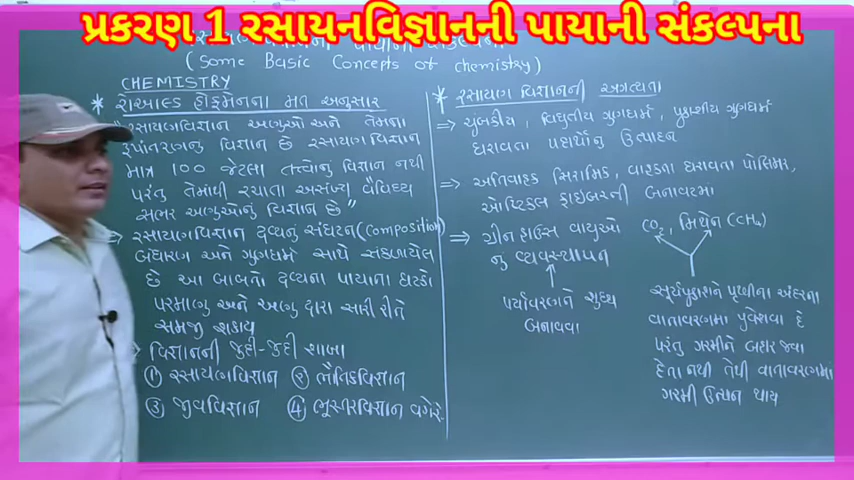 પ્રકરણ 1 રસાયનવિજ્ઞાનની પાયાની સંકલ્પના
પાયાની
(Some Basic Concepts of Chemistry)
CHEMISTRY
* રોઆલ્ડ હોફમેનના મત અનુસાર
"રસાયણવિજ્ઞાન અણુઓ અને તેમના
રૂપાંતરણનુ વિજ્ઞાન છે રસાયણ વિજ્ઞાન
માત્ર 100 જેટલા તત્વોનુ વિજ્ઞાન નથી
પરંતુ તેમાંથી રચાતા અસંખ્ય વૈવિધ્ય
સભર અણુઓનુ વિજ્ઞાન છે"
રસાયણવિજ્ઞાન દ્રવ્યનુ સંઘટન (Composition)
બંધારણ અને ગુણધર્મ સાથે સંકળાયેલ
છે આ બાબતો દ્રવ્યના પાયાના ઘટકો
પરમાણુ અને અણુ દ્વારા સારી રીતે
સમજી શકાય
વિજ્ઞાનની જુદી-જુદી શાખા
① રસાયણવિજ્ઞાન ② ભૌતિકવિજ્ઞાન
③ જીવવિજ્ઞાન ④ ભૂસ્તરવિજ્ઞાન વગેરે
* રસાયણ વિજ્ઞાનની અગત્યતા
⇒ ચુંબકીય, વિદ્યુતીય ગુણધર્મ, પ્રકાશીય ગુણધર્મ
ધરાવતા પદાર્થોનુ ઉત્પાદન
⇒ અતિવાહક સિરામિક, વાહકતા ધરાવતા પોલિમર,
ઓપ્ટિકલ ફાઇબરની બનાવટમા
⇒ ગ્રીન હાઉસ વાયુઓ
નુ વ્યવસ્થાપન
CO₂, મિથેન (CH₄)
પર્યાવરણને શુધ્ધ
બનાવવા
સૂર્યપ્રકાશને પૃથ્વીના અંદરના
વાતાવરણમા પ્રવેશવા દે
પરંતુ ગરમીને બહાર જવા
દેતા નથી તેથી વાતાવરણમા
ગરમી ઉત્પન્ન થાય